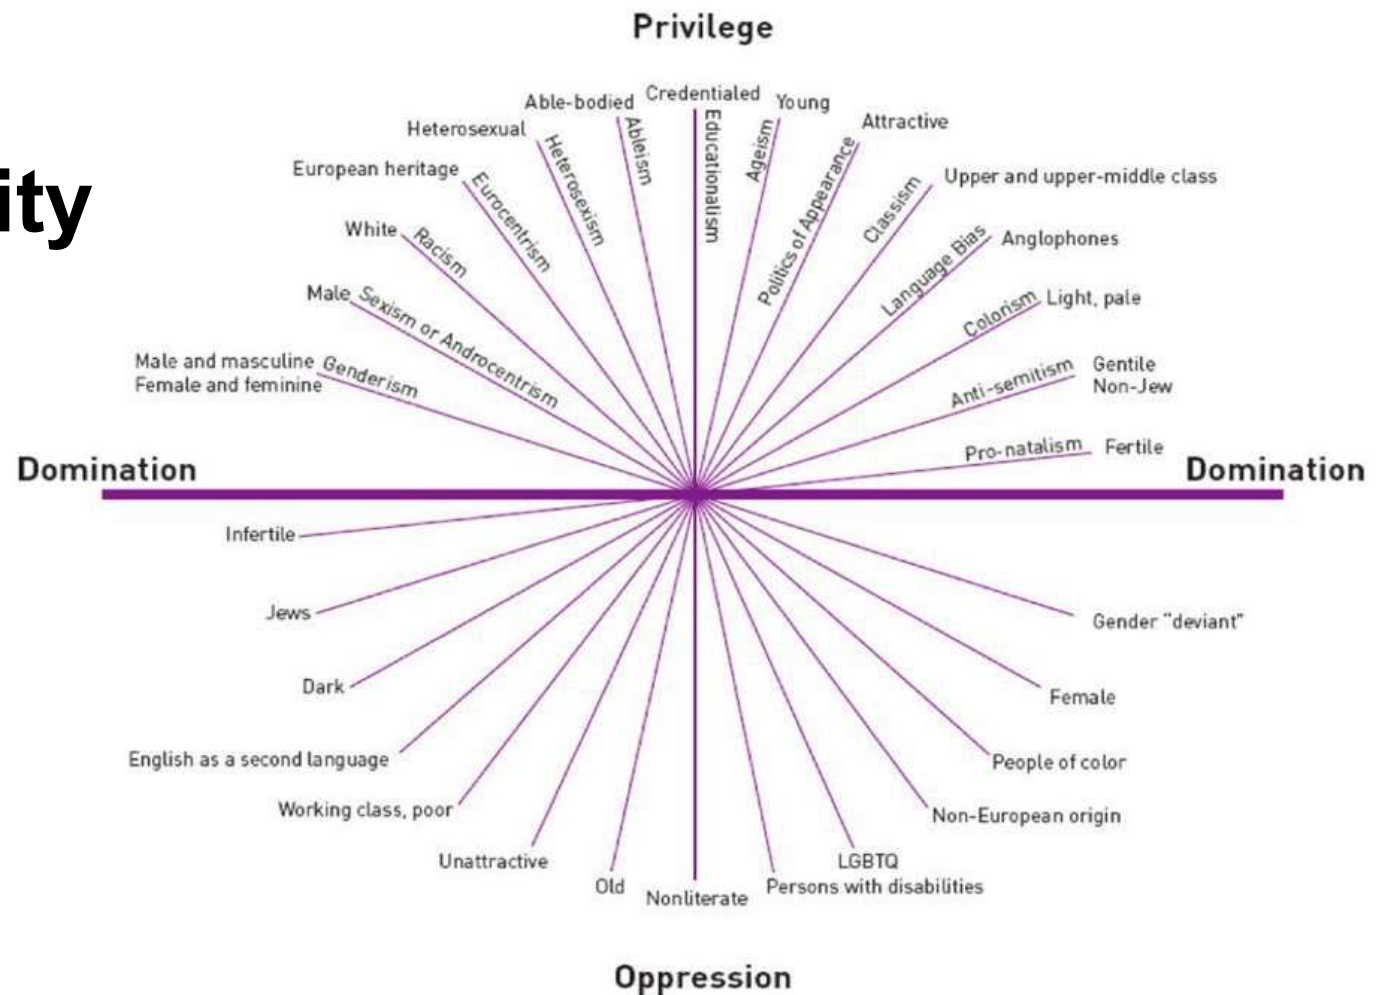 Privilege
ity
Able-bodied
Credentialed
Young
Heterosexual
Attractive
European heritage
Upper and upper-middle class
White
Anglophones
Male
Light, pale
Male and masculine
Female and feminine
Gentile
Non-Jew
Fertile
Genderism
Sexism or Androcentrism
Racism
Eurocentrism
Heterosexism
Ableism
Educationalism
Ageism
Politics of Appearance
Classism
Language Bias
Colorism
Anti-semitism
Pro-natalism
Domination
Domination
Infertile
Jews
Gender "deviant"
Dark
Female
English as a second language
People of color
Working class, poor
Non-European origin
Unattractive
LGBTQ
Old
Persons with disabilities
Nonliterate
Oppression